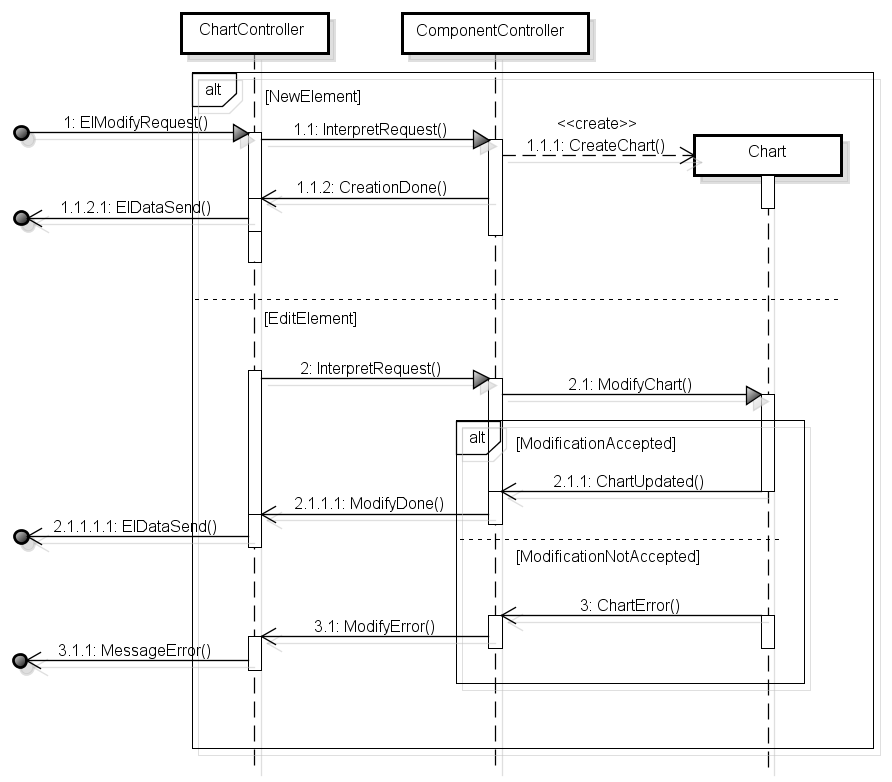 ChartController
ComponentController
alt
[NewElement]
1: ElModifyRequest()
1.1: InterpretRequest()
<<create>>
1.1.1: CreateChart()
Chart
1.1.2: CreationDone()
1.1.2.1: ElDataSend()
[EditElement]
2: InterpretRequest()
2.1: ModifyChart()
alt
[ModificationAccepted]
2.1.1: ChartUpdated()
2.1.1.1: ModifyDone()
2.1.1.1.1: ElDataSend()
[ModificationNotAccepted]
3: ChartError()
3.1: ModifyError()
3.1.1: MessageError()